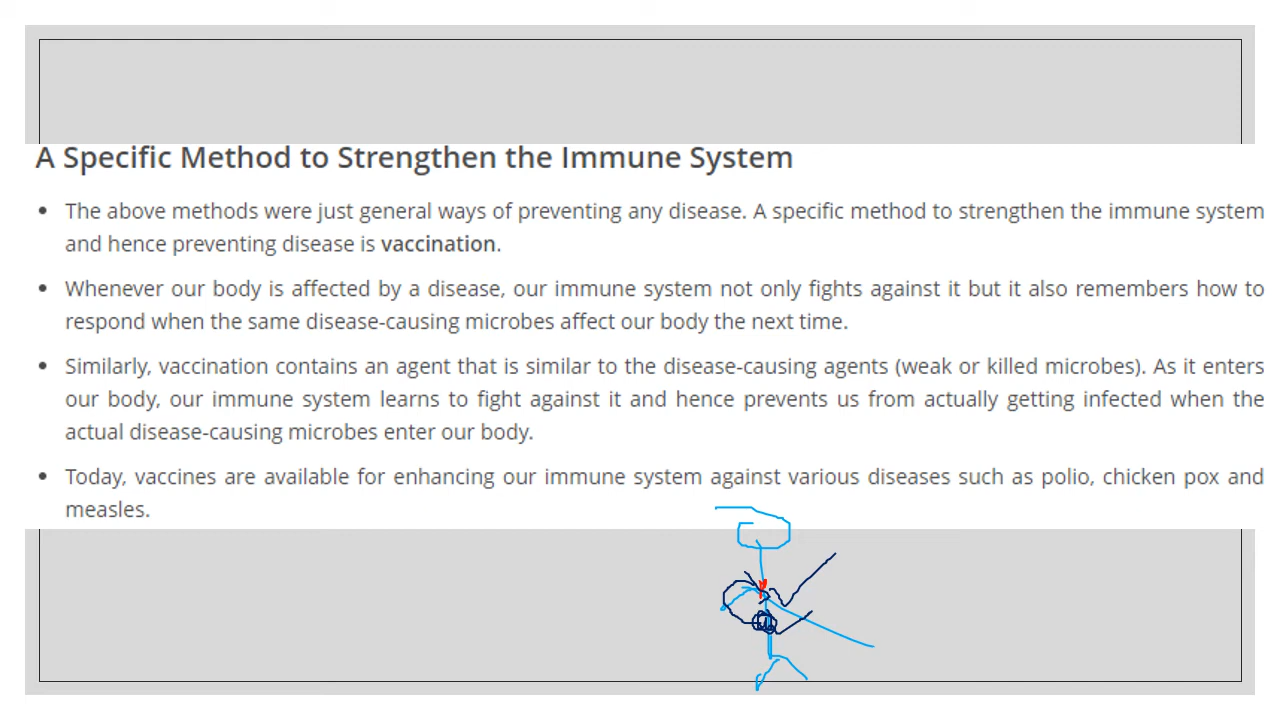 A Specific Method to Strengthen the Immune System
• The above methods were just general ways of preventing any disease. A specific method to strengthen the immune system
and hence preventing disease is vaccination.
• Whenever our body is affected by a disease, our immune system not only fights against it but it also remembers how to
respond when the same disease-causing microbes affect our body the next time.
• Similarly, vaccination contains an agent that is similar to the disease-causing agents (weak or killed microbes). As it enters
our body, our immune system learns to fight against it and hence prevents us from actually getting infected when the
actual disease-causing microbes enter our body.
• Today, vaccines are available for enhancing our immune system against various diseases such as polio, chicken pox and
measles.